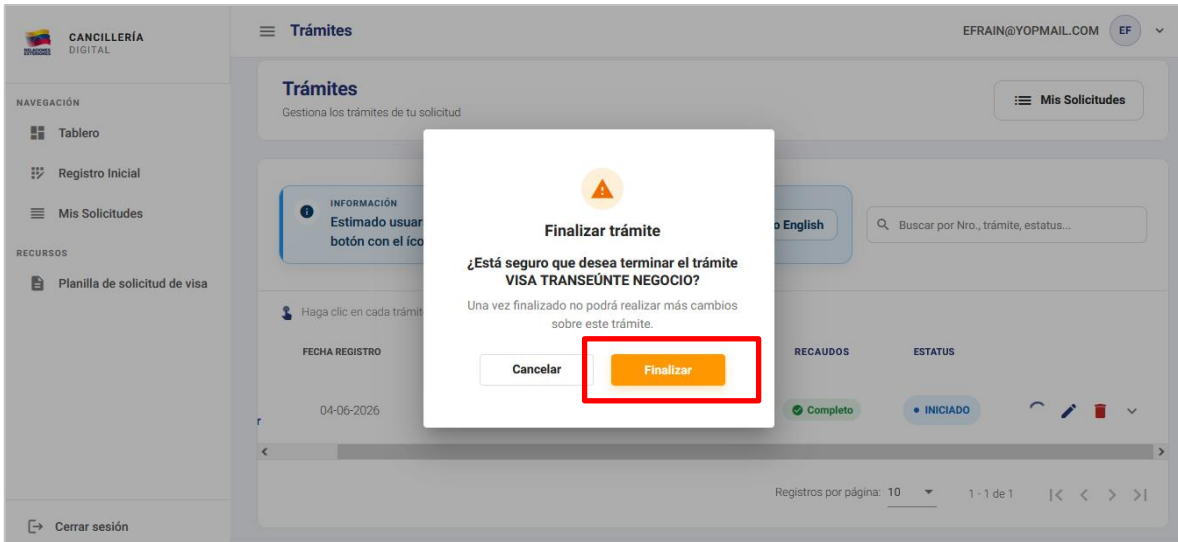 CANCILLERÍA
DIGITAL
RELACIONES
EXTERIORES
Trámites
EFRAIN@YOPMAIL.COM
EF
NAVEGACIÓN
Tablero
Registro Inicial
Mis Solicitudes
RECURSOS
Planilla de solicitud de visa
Cerrar sesión
Trámites
Gestiona los trámites de tu solicitud
Mis Solicitudes
INFORMACIÓN
Estimado usuar
botón con el íco
English
Buscar por Nro., trámite, estatus...
Haga clic en cada trámit
FECHA REGISTRO
RECAUDOS
ESTATUS
04-06-2026
Completo
INICIADO
Finalizar trámite
¿Está seguro que desea terminar el trámite
VISA TRANSEÚNTE NEGOCIO?
Una vez finalizado no podrá realizar más cambios
sobre este trámite.
Cancelar
Finalizar
Registros por página: 10
1 - 1 de 1